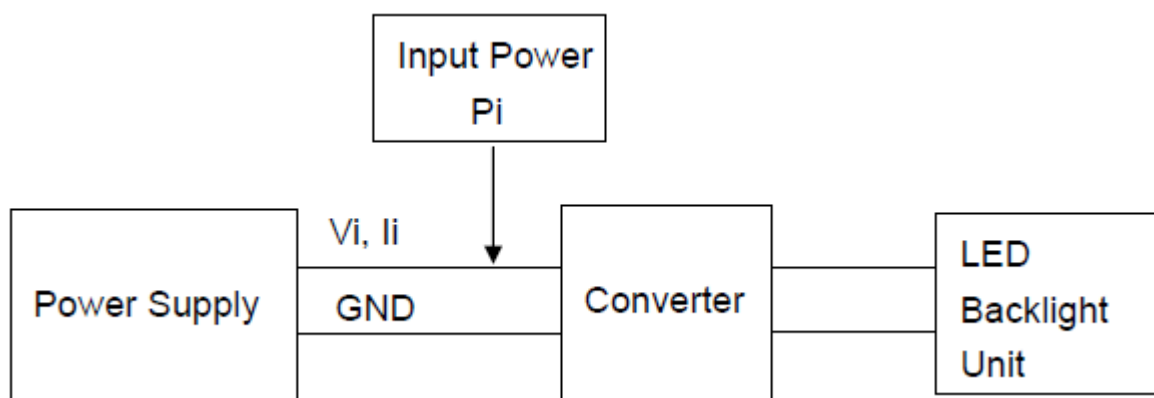 Input Power
Pi
Vi, Ii
Power Supply
GND
Converter
LED
Backlight
Unit